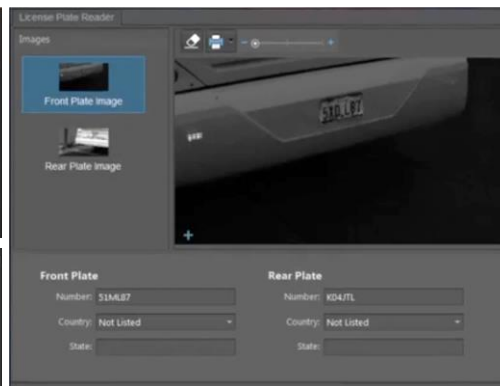 License Plate Reader
Images
Front Plate Image
Rear Plate Image
Front Plate
Number: 51ML87
Country: Not Listed
State:
Rear Plate
Number: K04JTL
Country: Not Listed
State: